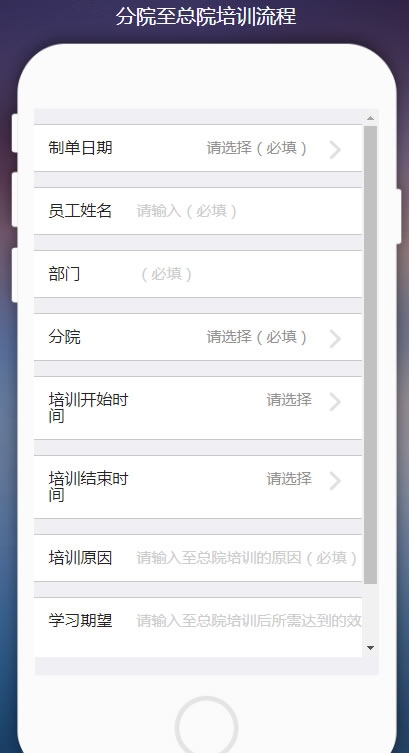 分院至总院培训流程
制单日期 请选择（必填）
员工姓名 请输入（必填）
部门 （必填）
分院 请选择（必填）
培训开始时
间 请选择
培训结束时
间 请选择
培训原因 请输入至总院培训的原因（必填）
学习期望 请输入至总院培训后所需达到的效